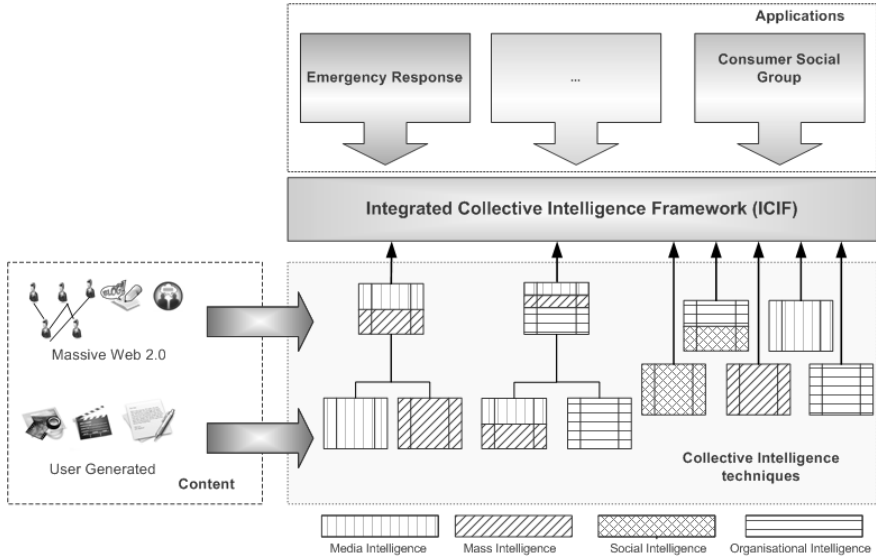 Applications
Emergency Response
...
Consumer Social
Group
Integrated Collective Intelligence Framework (ICIF)
BLOG
Massive Web 2.0
User Generated
Content
Collective Intelligence
techniques
Media Intelligence
Mass Intelligence
Social Intelligence
Organisational Intelligence